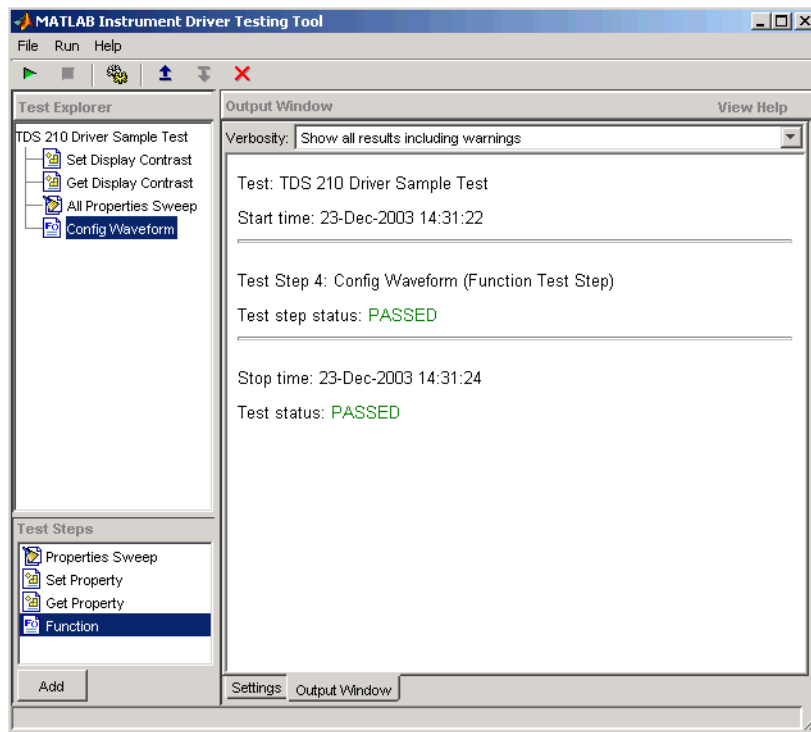 MATLAB Instrument Driver Testing Tool
File Run Help
Test Explorer
TDS 210 Driver Sample Test
Set Display Contrast
Get Display Contrast
All Properties Sweep
Config Waveform
Test Steps
Properties Sweep
Set Property
Get Property
Function
Add
Output Window View Help
Verbosity: Show all results including warnings
Test: TDS 210 Driver Sample Test
Start time: 23-Dec-2003 14:31:22
Test Step 4: Config Waveform (Function Test Step)
Test step status: PASSED
Stop time: 23-Dec-2003 14:31:24
Test status: PASSED
Settings Output Window